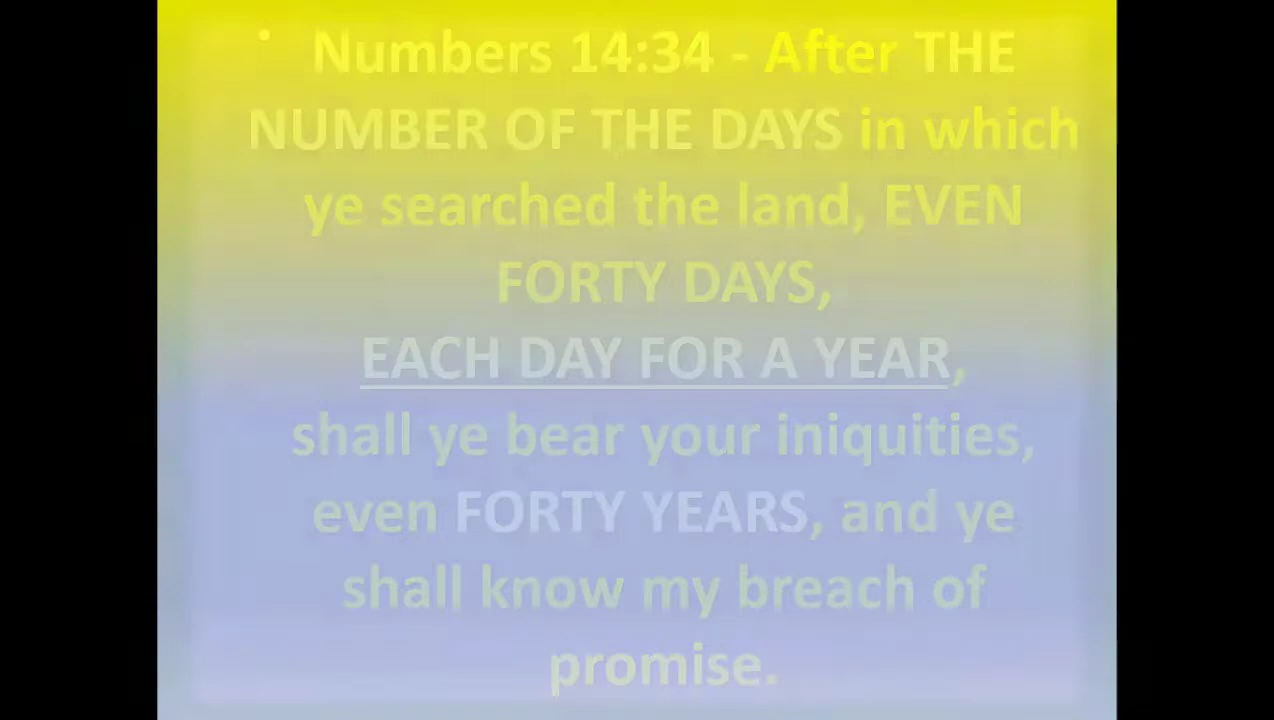 • Numbers 14:34 - After THE
NUMBER OF THE DAYS in which
ye searched the land, EVEN
FORTY DAYS,
EACH DAY FOR A YEAR,
shall ye bear your iniquities,
even FORTY YEARS, and ye
shall know my breach of
promise.